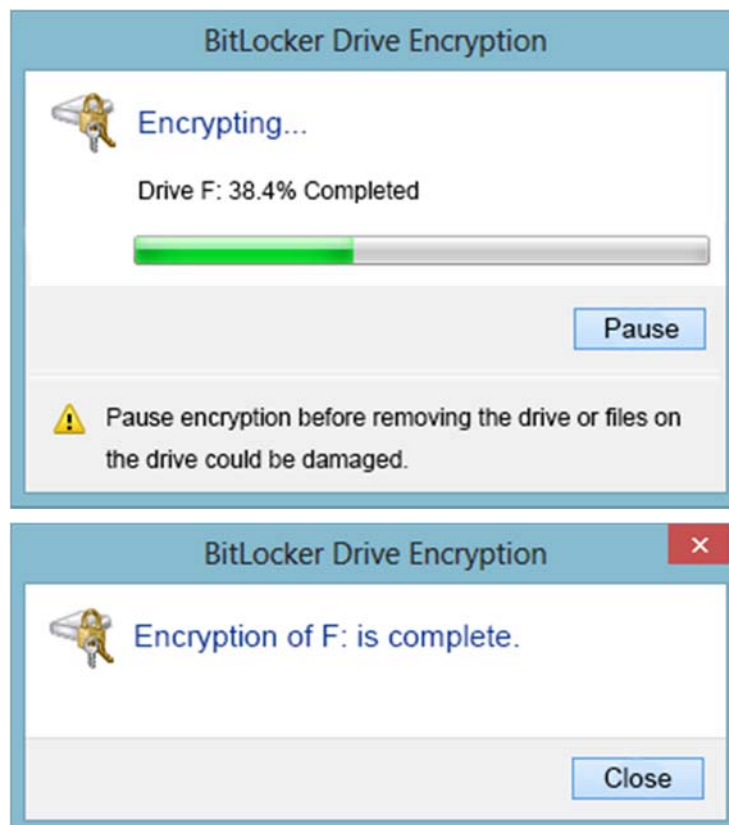 BitLocker Drive Encryption
Encrypting...
Drive F: 38.4% Completed
Pause
Pause encryption before removing the drive or files on
the drive could be damaged.
BitLocker Drive Encryption
Encryption of F: is complete.
Close